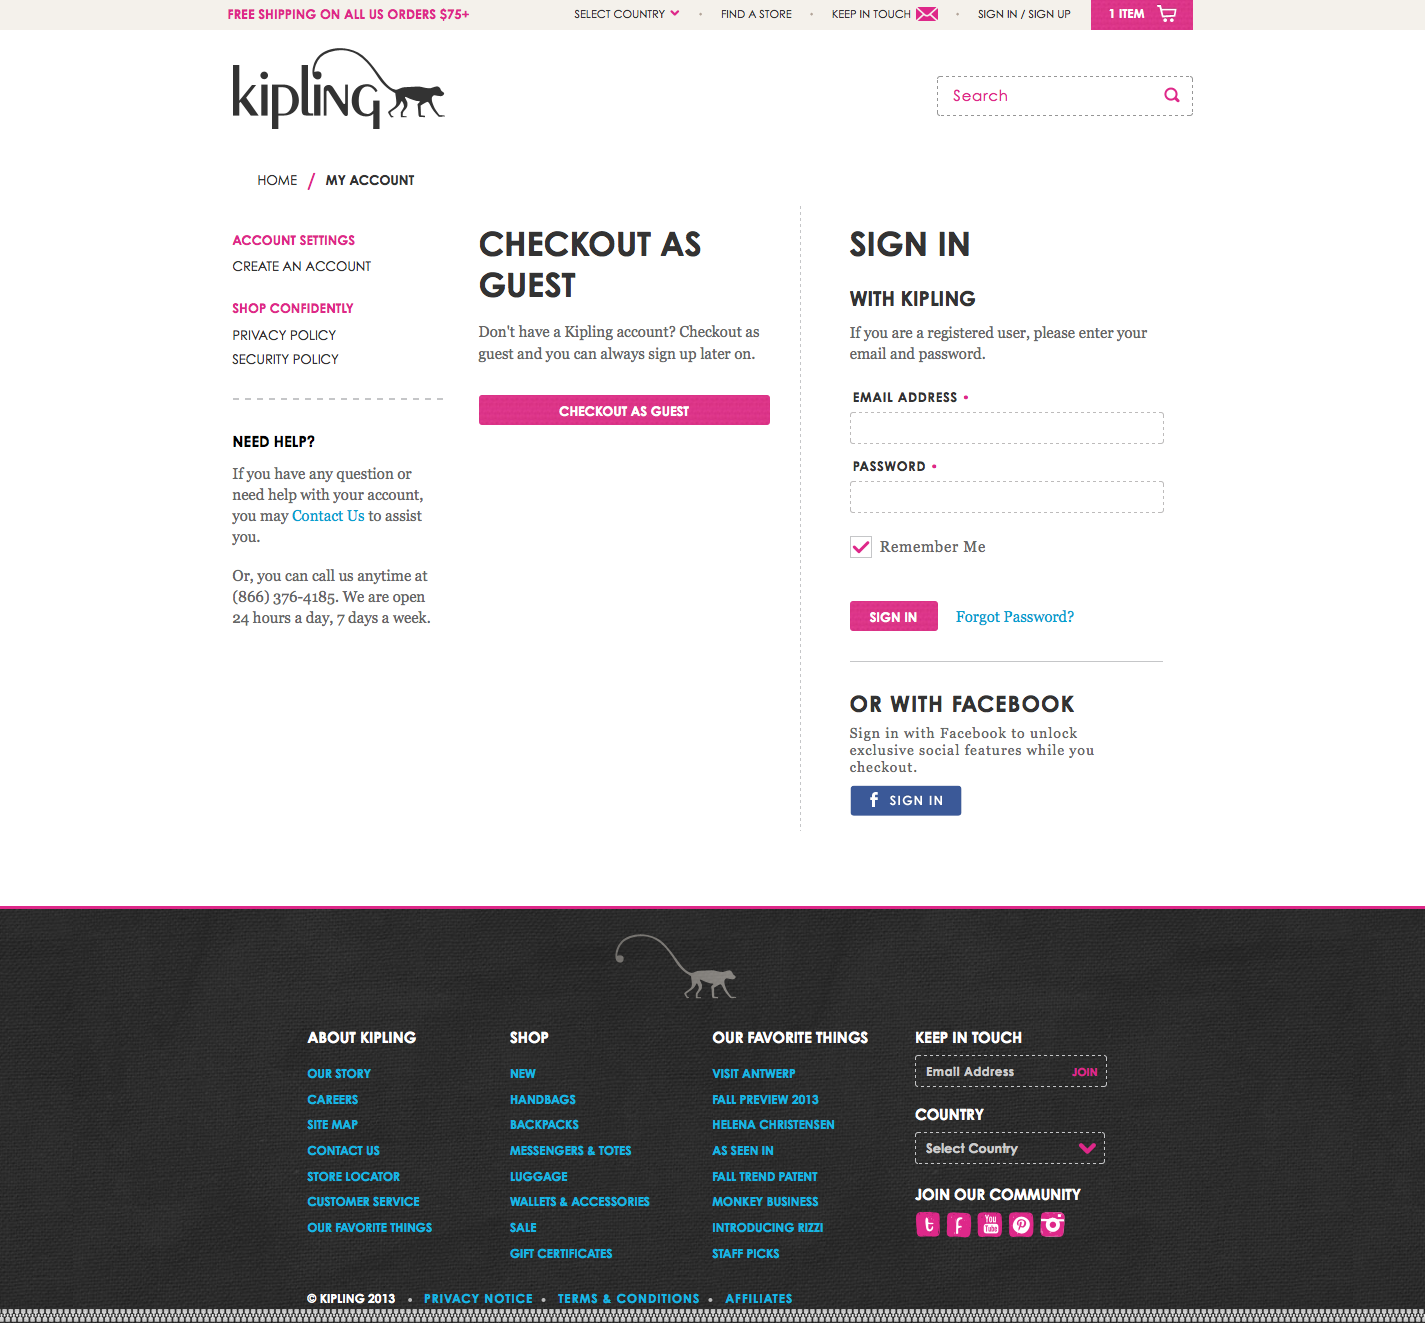 FREE SHIPPING ON ALL US ORDERS $75+
SELECT COUNTRY • FIND A STORE • KEEP IN TOUCH • SIGN IN / SIGN UP
1 ITEM
kipling
Search
HOME / MY ACCOUNT
ACCOUNT SETTINGS
CREATE AN ACCOUNT
SHOP CONFIDENTLY
PRIVACY POLICY
SECURITY POLICY
NEED HELP?
If you have any question or
need help with your account,
you may Contact Us to assist
you.
Or, you can call us anytime at
(866) 376-4185. We are open
24 hours a day, 7 days a week.
CHECKOUT AS
GUEST
Don't have a Kipling account? Checkout as
guest and you can always sign up later on.
CHECKOUT AS GUEST
SIGN IN
WITH KIPLING
If you are a registered user, please enter your
email and password.
EMAIL ADDRESS •
PASSWORD •
Remember Me
SIGN IN
Forgot Password?
OR WITH FACEBOOK
Sign in with Facebook to unlock
exclusive social features while you
checkout.
f SIGN IN
ABOUT KIPLING
OUR STORY
CAREERS
SITE MAP
CONTACT US
STORE LOCATOR
CUSTOMER SERVICE
OUR FAVORITE THINGS
SHOP
NEW
HANDBAGS
BACKPACKS
MESSENGERS & TOTES
LUGGAGE
WALLETS & ACCESSORIES
SALE
GIFT CERTIFICATES
OUR FAVORITE THINGS
VISIT ANTWERP
FALL PREVIEW 2013
HELENA CHRISTENSEN
AS SEEN IN
FALL TREND PATENT
MONKEY BUSINESS
INTRODUCING RIZZI
STAFF PICKS
KEEP IN TOUCH
Email Address JOIN
COUNTRY
Select Country
JOIN OUR COMMUNITY
t f You Tube P
© KIPLING 2013 • PRIVACY NOTICE • TERMS & CONDITIONS • AFFILIATES